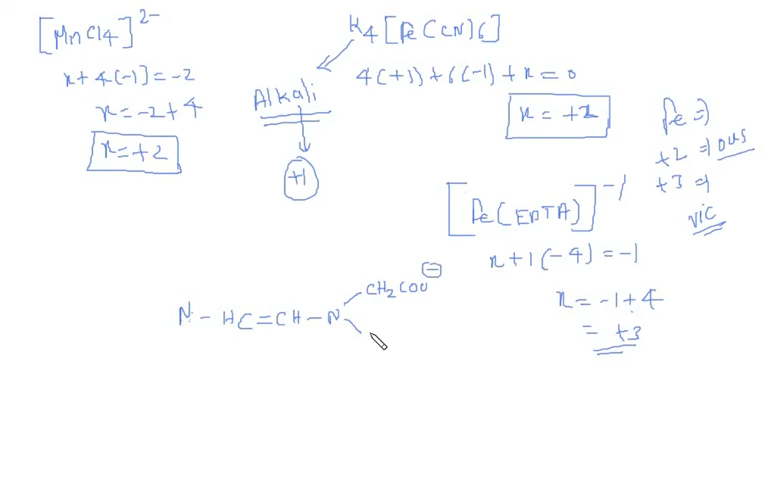 [MnCl4]2-
x+4(-1)=-2
x=-2+4
x=+2
K4[Fe(CN)6]
4(+1)+6(-1)+x=0
x=+2
Alkali
+1
Fe⇒
+2⇒ous
+3⇒
ic
[Fe(EDTA)]-1
x+1(-4)=-1
x=-1+4
=+3
CH2COO-
N-HC=CH-N